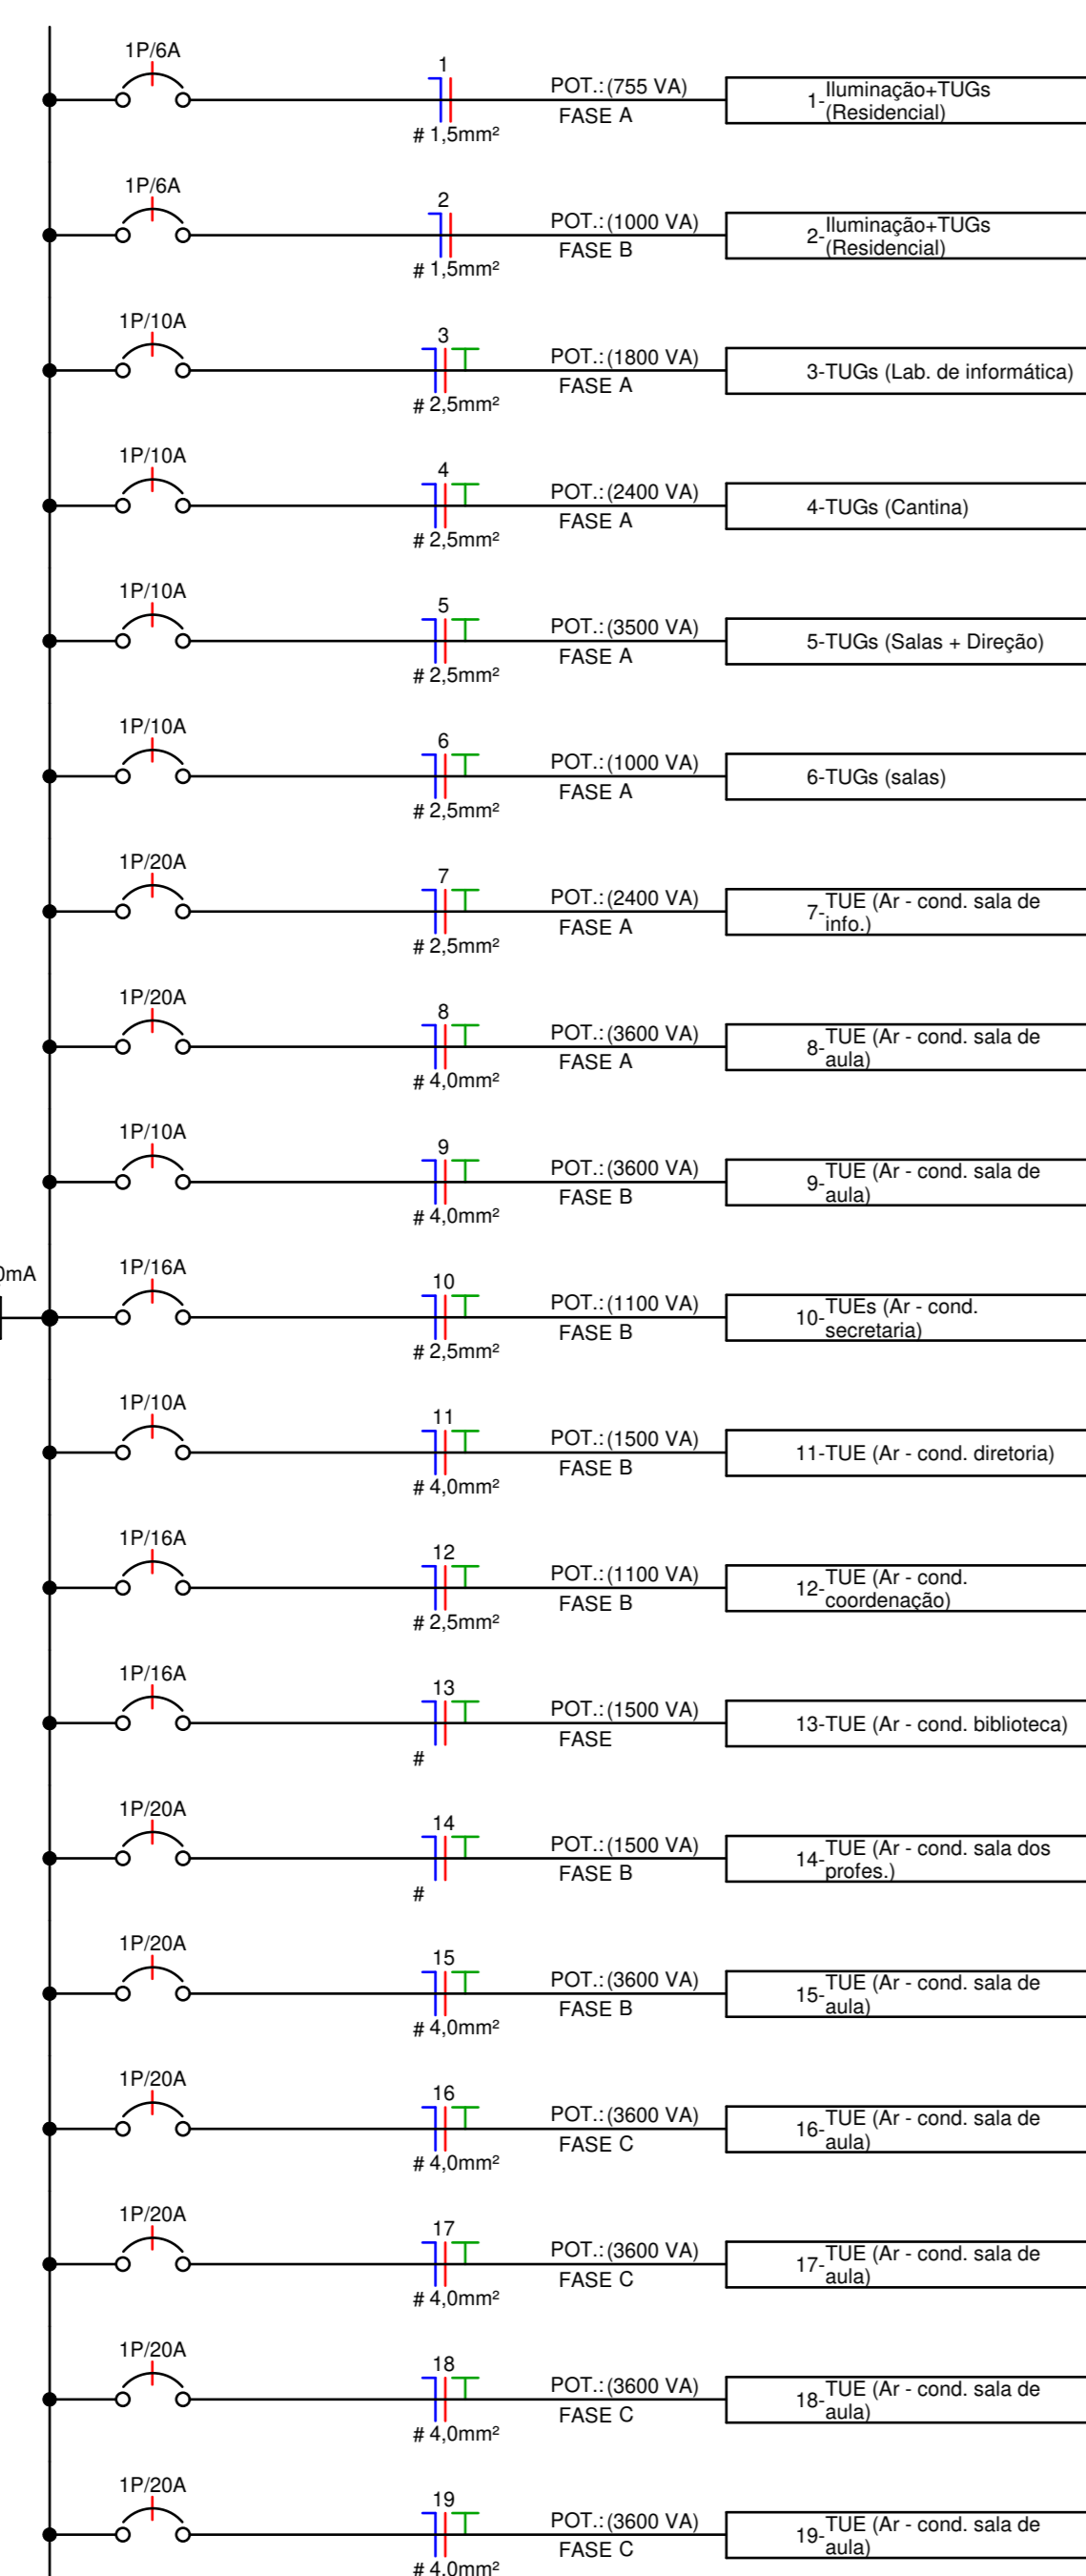 1P/6A
1
POT.:(755 VA)
FASE A
# 1,5mm²
1-Iluminação+TUGs
(Residencial)
1P/6A
2
POT.:(1000 VA)
FASE B
# 1,5mm²
2-Iluminação+TUGs
(Residencial)
1P/10A
3
POT.:(1800 VA)
FASE A
# 2,5mm²
3-TUGs (Lab. de informática)
1P/10A
4
POT.:(2400 VA)
FASE A
# 2,5mm²
4-TUGs (Cantina)
1P/10A
5
POT.:(3500 VA)
FASE A
# 2,5mm²
5-TUGs (Salas + Direção)
1P/10A
6
POT.:(1000 VA)
FASE A
# 2,5mm²
6-TUGs (salas)
1P/20A
7
POT.:(2400 VA)
FASE A
# 2,5mm²
7-TUE (Ar - cond. sala de
info.)
1P/20A
8
POT.:(3600 VA)
FASE A
# 4,0mm²
8-TUE (Ar - cond. sala de
aula)
1P/10A
9
POT.:(3600 VA)
FASE B
# 4,0mm²
9-TUE (Ar - cond. sala de
aula)
0mA
1P/16A
10
POT.:(1100 VA)
FASE B
# 2,5mm²
10-TUEs (Ar - cond.
secretaria)
1P/10A
11
POT.:(1500 VA)
FASE B
# 4,0mm²
11-TUE (Ar - cond. diretoria)
1P/16A
12
POT.:(1100 VA)
FASE B
# 2,5mm²
12-TUE (Ar - cond.
coordenação)
1P/16A
13
POT.:(1500 VA)
FASE
#
13-TUE (Ar - cond. biblioteca)
1P/20A
14
POT.:(1500 VA)
FASE B
#
14-TUE (Ar - cond. sala dos
profes.)
1P/20A
15
POT.:(3600 VA)
FASE B
# 4,0mm²
15-TUE (Ar - cond. sala de
aula)
1P/20A
16
POT.:(3600 VA)
FASE C
# 4,0mm²
16-TUE (Ar - cond. sala de
aula)
1P/20A
17
POT.:(3600 VA)
FASE C
# 4,0mm²
17-TUE (Ar - cond. sala de
aula)
1P/20A
18
POT.:(3600 VA)
FASE C
# 4,0mm²
18-TUE (Ar - cond. sala de
aula)
1P/20A
19
POT.:(3600 VA)
FASE C
# 4,0mm²
19-TUE (Ar - cond. sala de
aula)